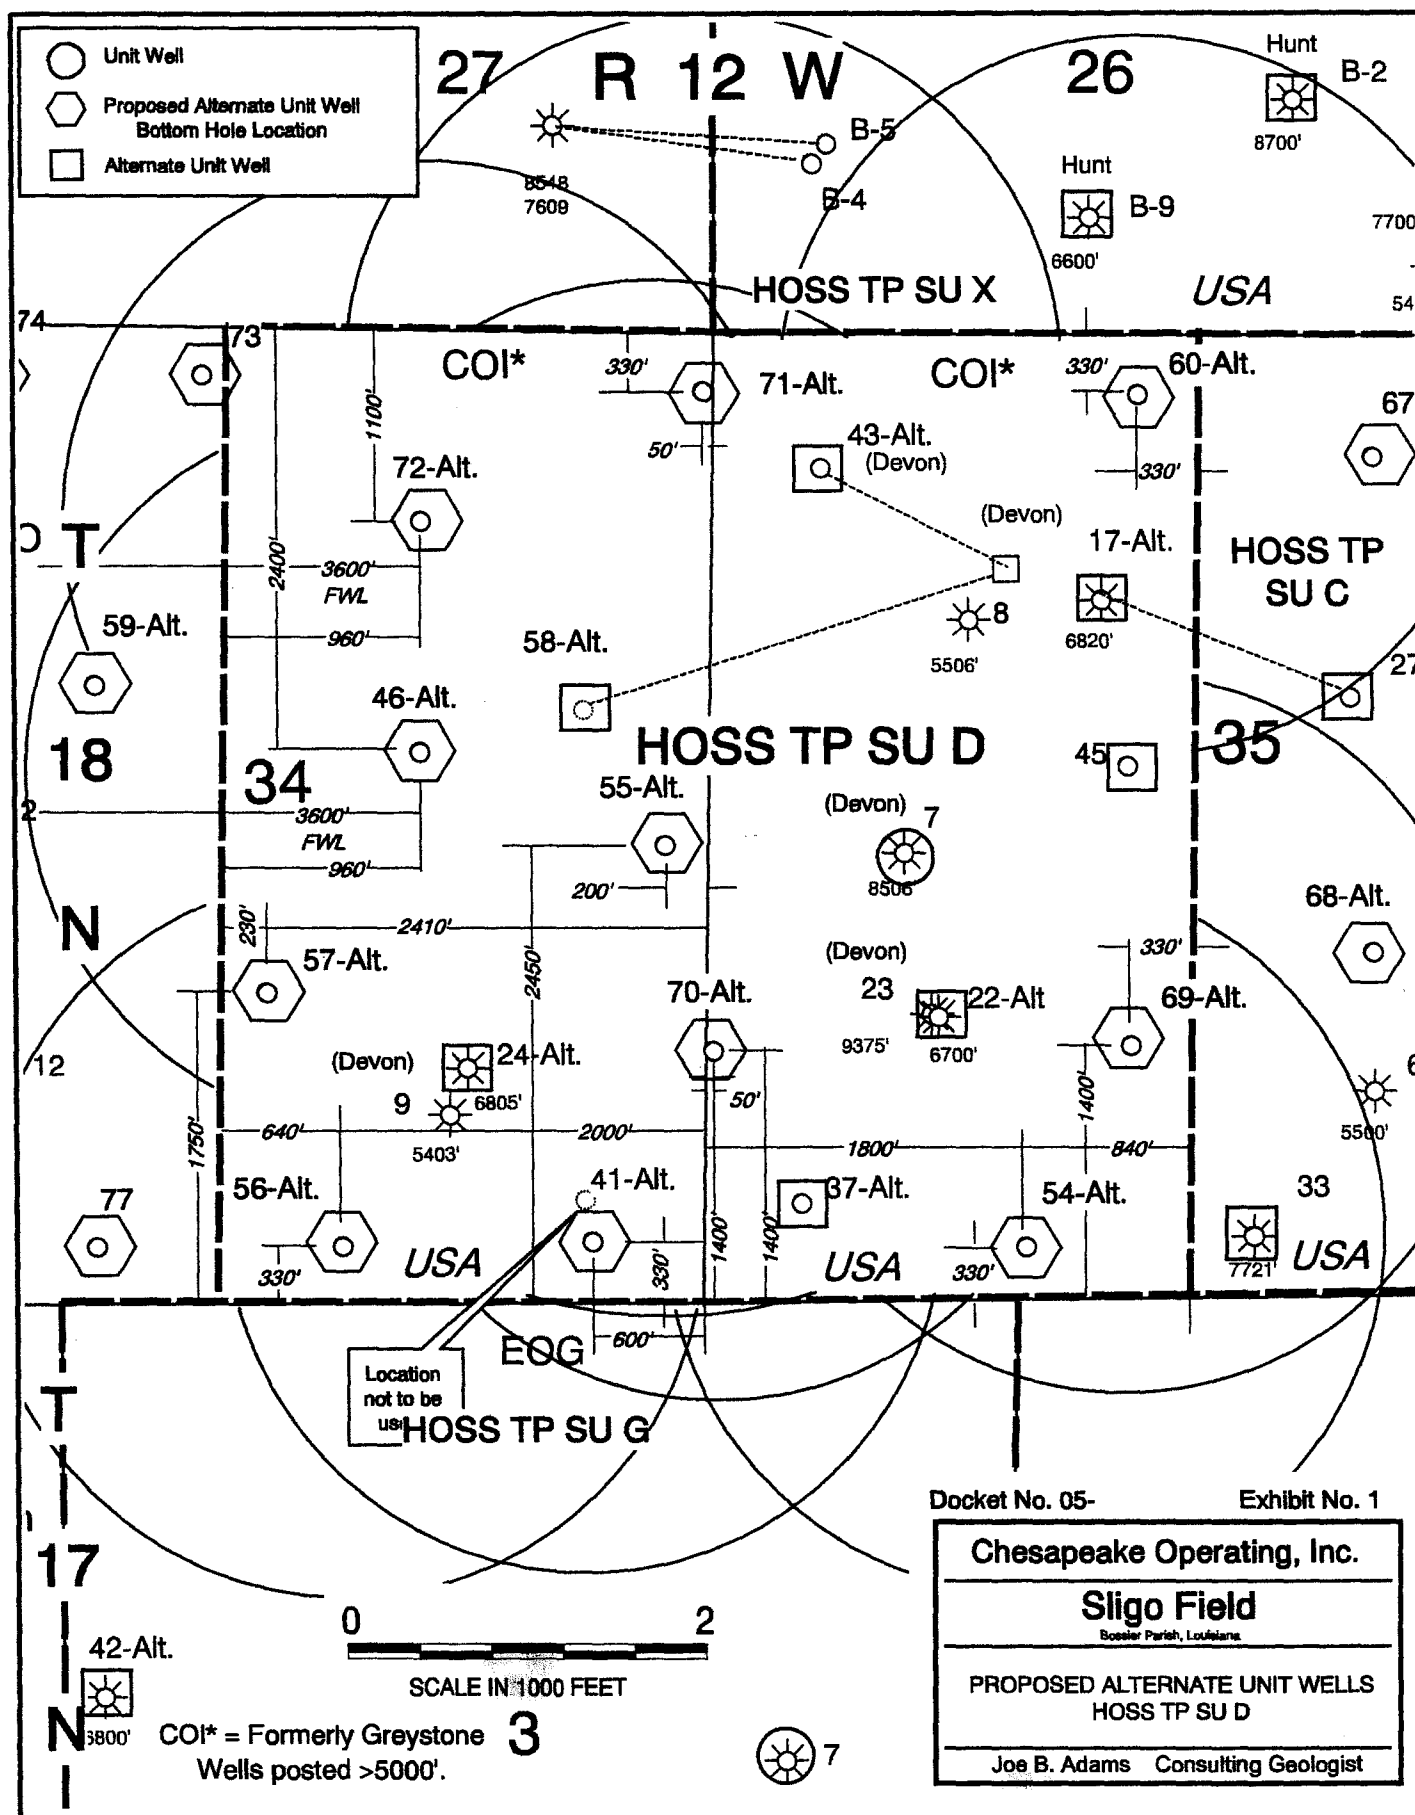 Unit Well
Proposed Alternate Unit Well
Bottom Hole Location
Alternate Unit Well
27
R 12 W
26
Hunt
B-2
8700'
B-5
B-4
8548
7609
Hunt
B-9
6600'
7700
54
HOSS TP SU X
USA
74
73
COI*
330'
71-Alt.
COI*
330'
60-Alt.
67
1100'
50'
43-Alt.
(Devon)
330'
72-Alt.
(Devon)
17-Alt.
HOSS TP
SU C
T
2400'
3600'
FWL
960'
59-Alt.
58-Alt.
8
5506'
6820'
27
46-Alt.
18
34
HOSS TP SU D
45
35
55-Alt.
(Devon)
7
8506'
2
3600'
FWL
960'
200'
68-Alt.
N
230'
2410'
2450'
57-Alt.
(Devon)
330'
70-Alt.
23
22-Alt
69-Alt.
9375'
6700'
12
(Devon)
24-Alt.
6805'
9
5403'
50'
1400'
6
5500'
1750'
640'
2000'
1800'
840'
77
56-Alt.
41-Alt.
37-Alt.
54-Alt.
33
1400'
1400'
330'
USA
330'
USA
330'
7721'
USA
600'
EOG
Location
not to be
HOSS TP SU G
T
17
N
Docket No. 05-
Exhibit No. 1
Chesapeake Operating, Inc.
Sligo Field
Bossier Parish, Louisiana
PROPOSED ALTERNATE UNIT WELLS
HOSS TP SU D
Joe B. Adams Consulting Geologist
0 2
SCALE IN 1000 FEET
42-Alt.
COI* = Formerly Greystone
Wells posted >5000'.
3
7